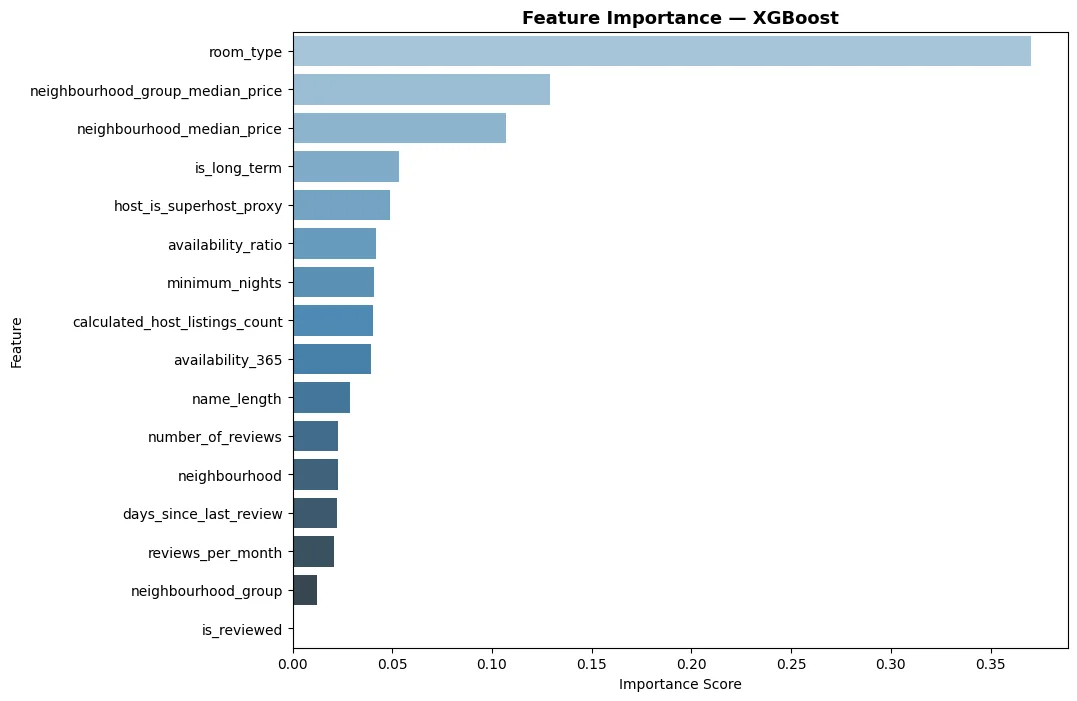 Feature Importance — XGBoost
room_type
neighbourhood_group_median_price
neighbourhood_median_price
is_long_term
host_is_superhost_proxy
availability_ratio
minimum_nights
calculated_host_listings_count
availability_365
name_length
number_of_reviews
neighbourhood
days_since_last_review
reviews_per_month
neighbourhood_group
is_reviewed
Feature
0.00 0.05 0.10 0.15 0.20 0.25 0.30 0.35
Importance Score